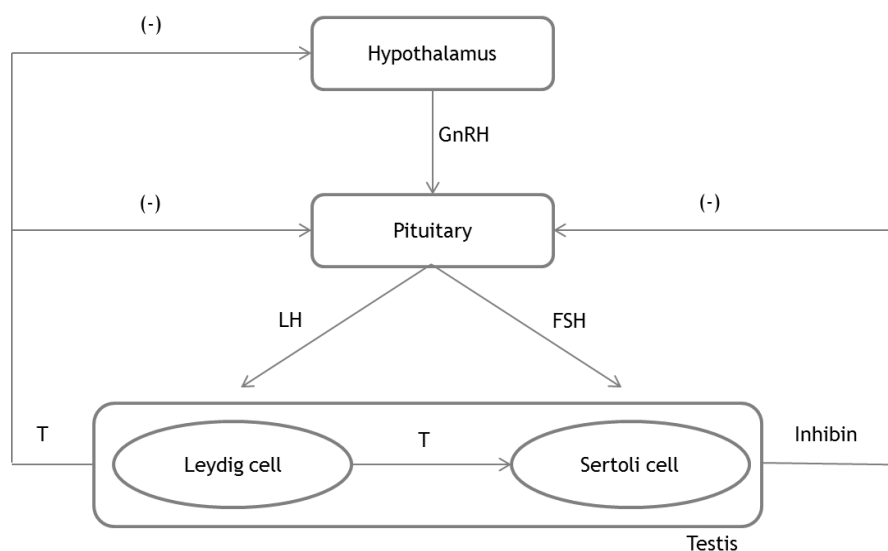 (-)
Hypothalamus
GnRH
(-)
(-)
Pituitary
LH
FSH
T
T
Inhibin
Leydig cell
Sertoli cell
Testis